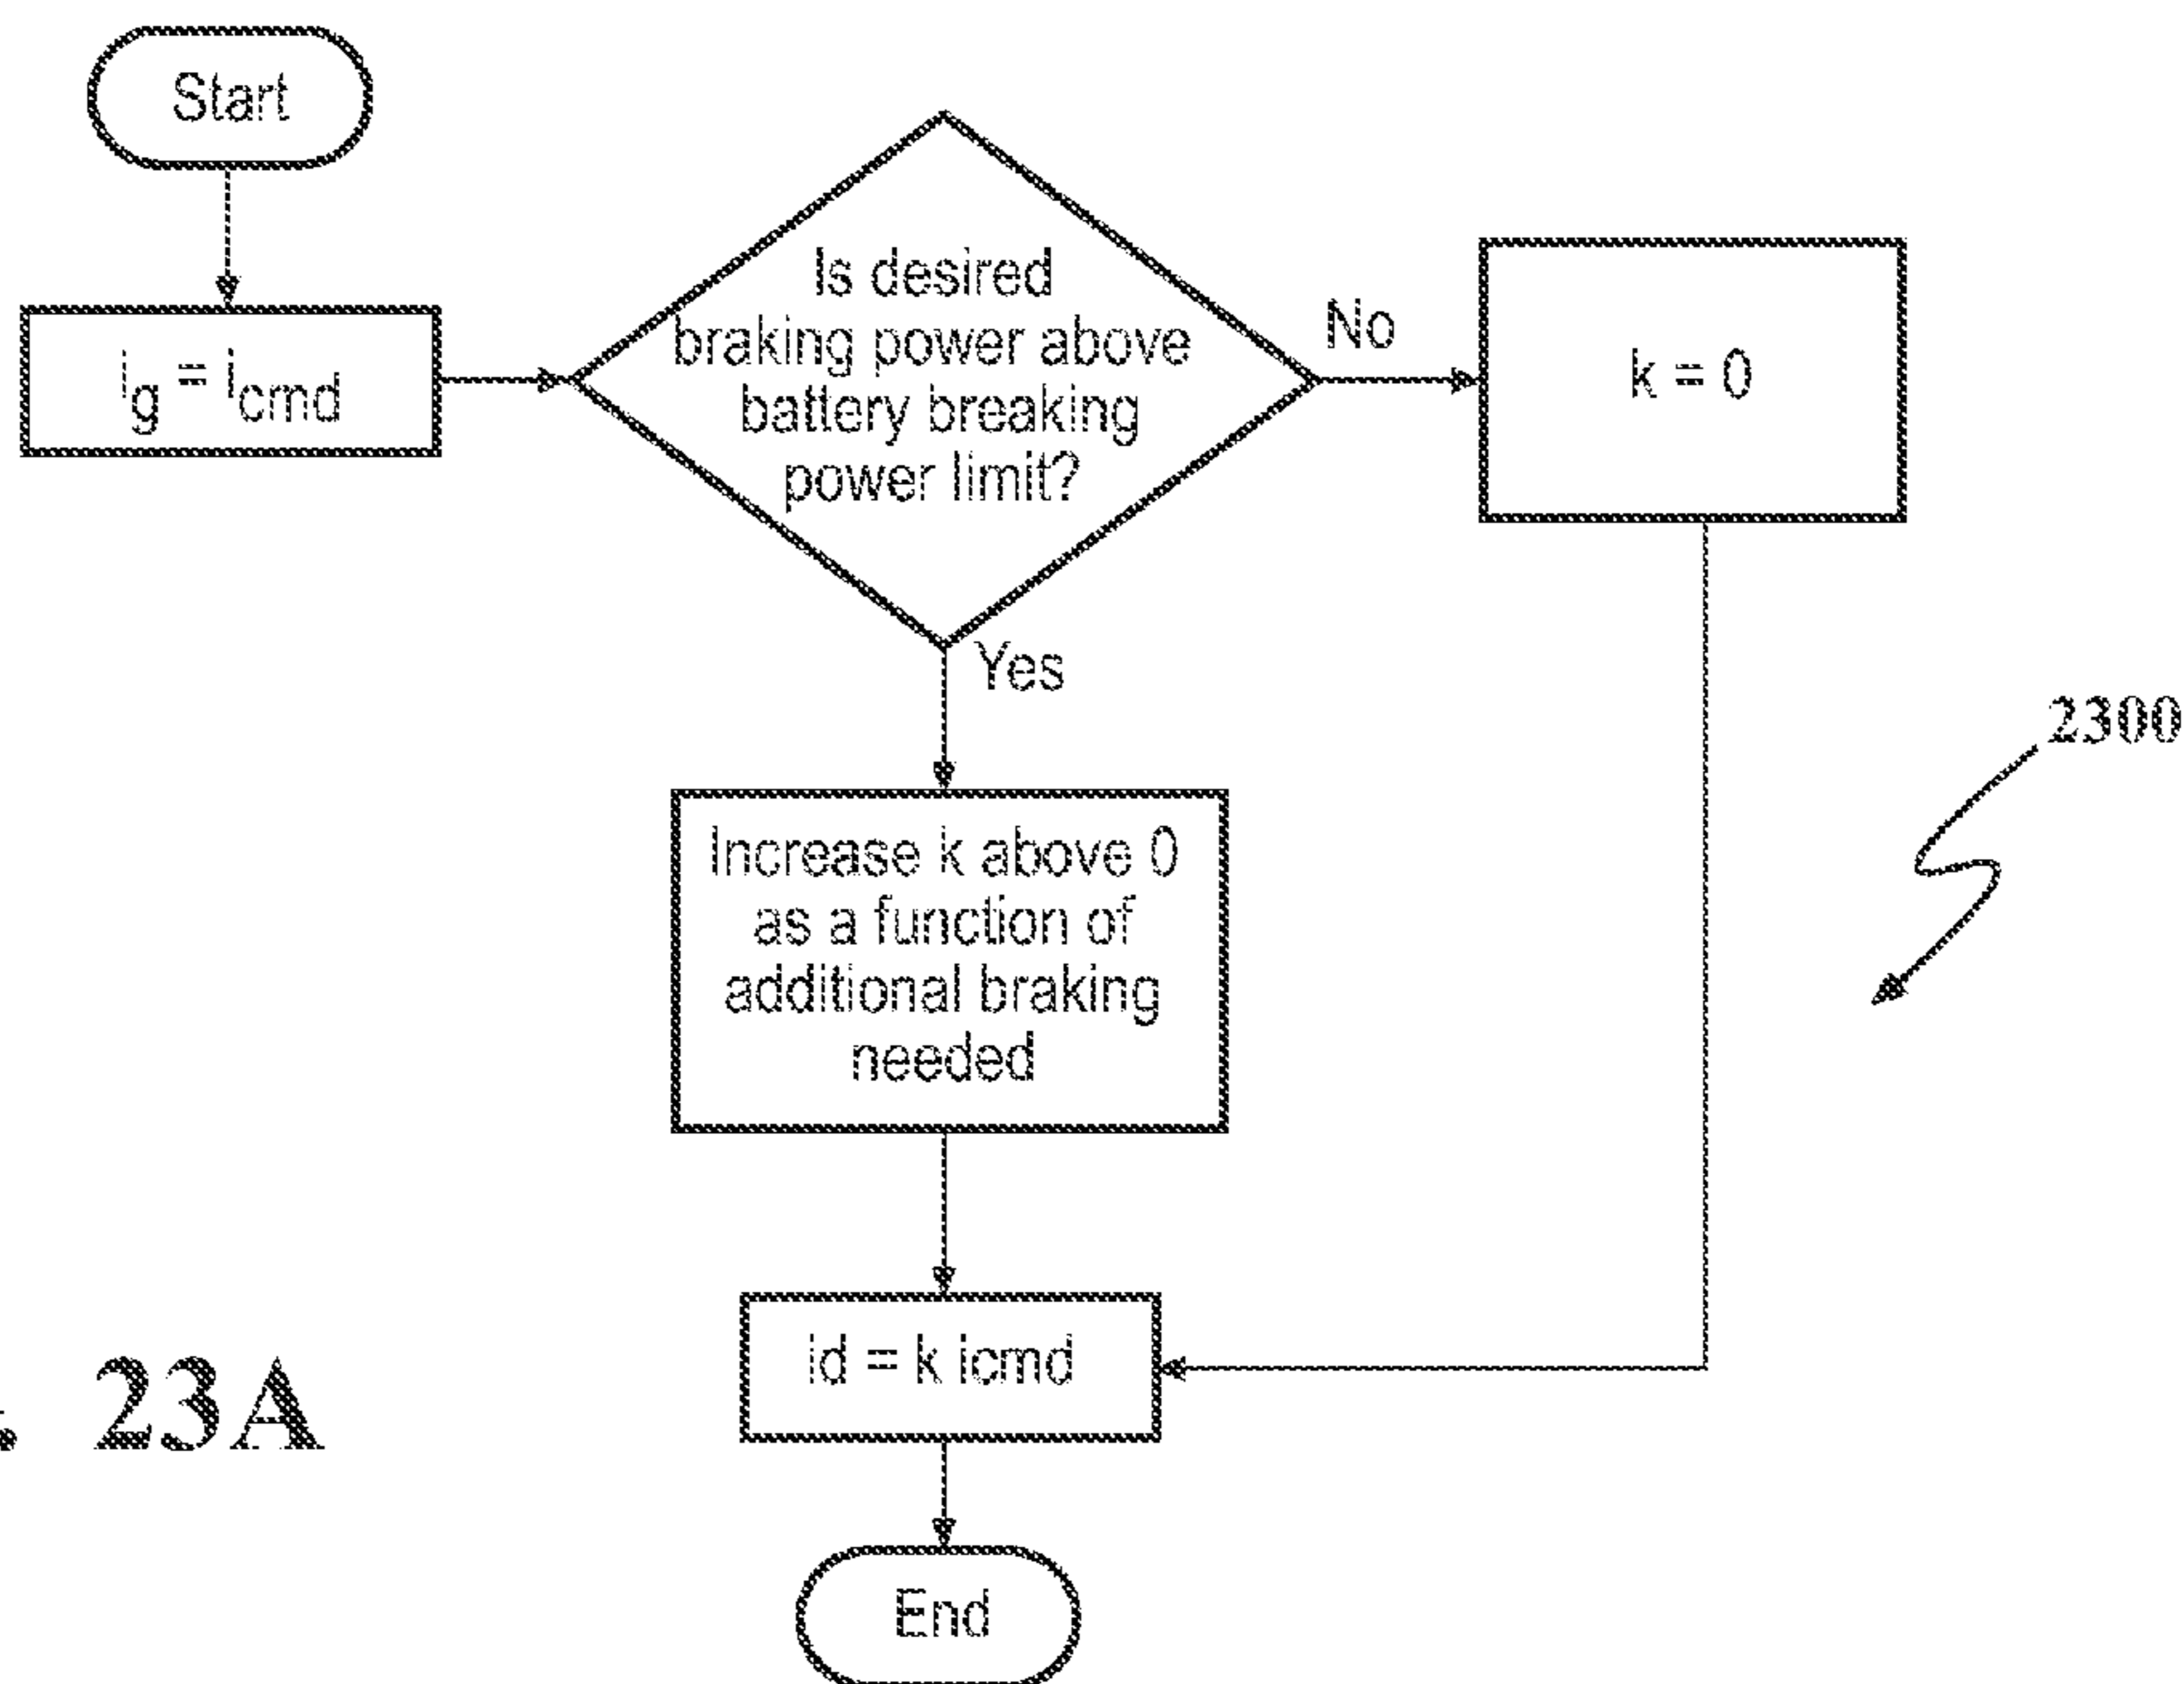 Start
ig = icmd
Is desired
braking power above
battery breaking
power limit?
No
k = 0
Yes
2300
Increase k above 0
as a function of
additional braking
needed
id = k icmd
23A
End